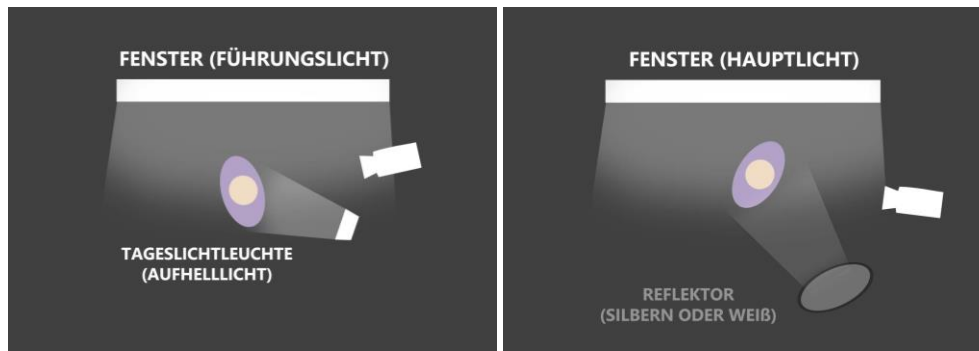 FENSTER (FÜHRUNGSLICHT)
TAGESLICHTLEUCHTE
(AUFHELLLICHT)
FENSTER (HAUPTLICHT)
REFLEKTOR
(SILBERN ODER WEIß)